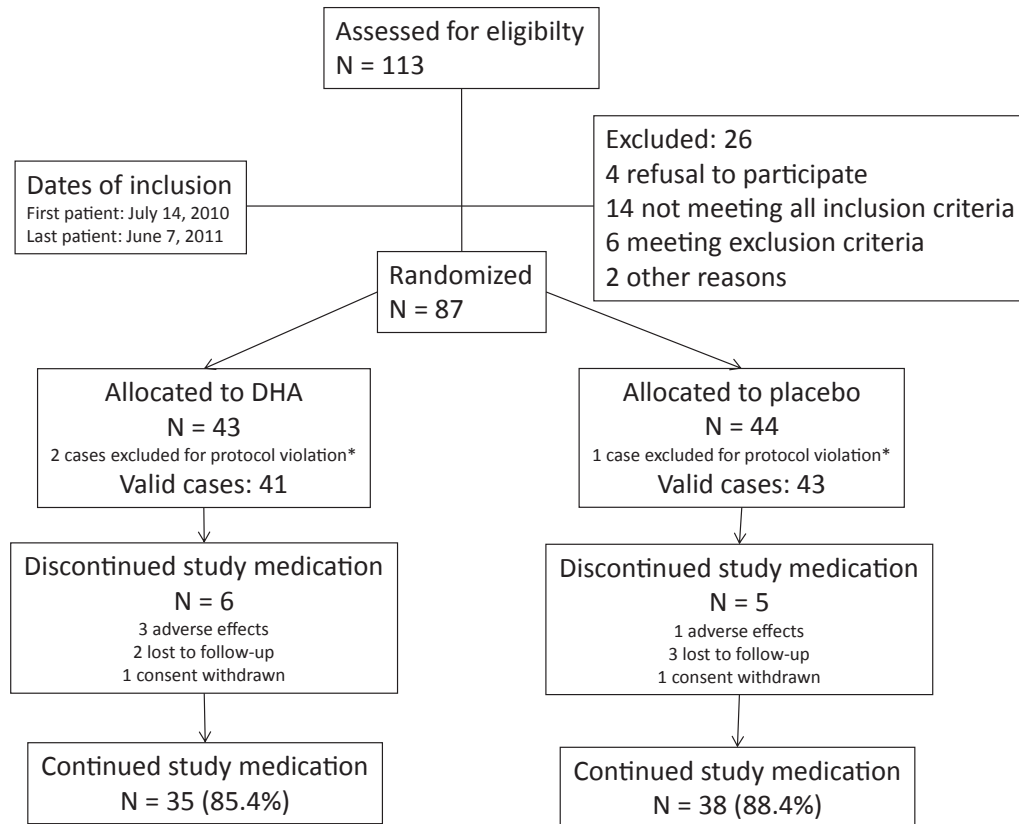 Assessed for eligibilty
N = 113
Excluded: 26
4 refusal to participate
14 not meeting all inclusion criteria
6 meeting exclusion criteria
2 other reasons
Dates of inclusion
First patient: July 14, 2010
Last patient: June 7, 2011
Randomized
N = 87
Allocated to DHA
N = 43
2 cases excluded for protocol violation*
Valid cases: 41
Allocated to placebo
N = 44
1 case excluded for protocol violation*
Valid cases: 43
Discontinued study medication
N = 6
3 adverse effects
2 lost to follow-up
1 consent withdrawn
Discontinued study medication
N = 5
1 adverse effects
3 lost to follow-up
1 consent withdrawn
Continued study medication
N = 35 (85.4%)
Continued study medication
N = 38 (88.4%)